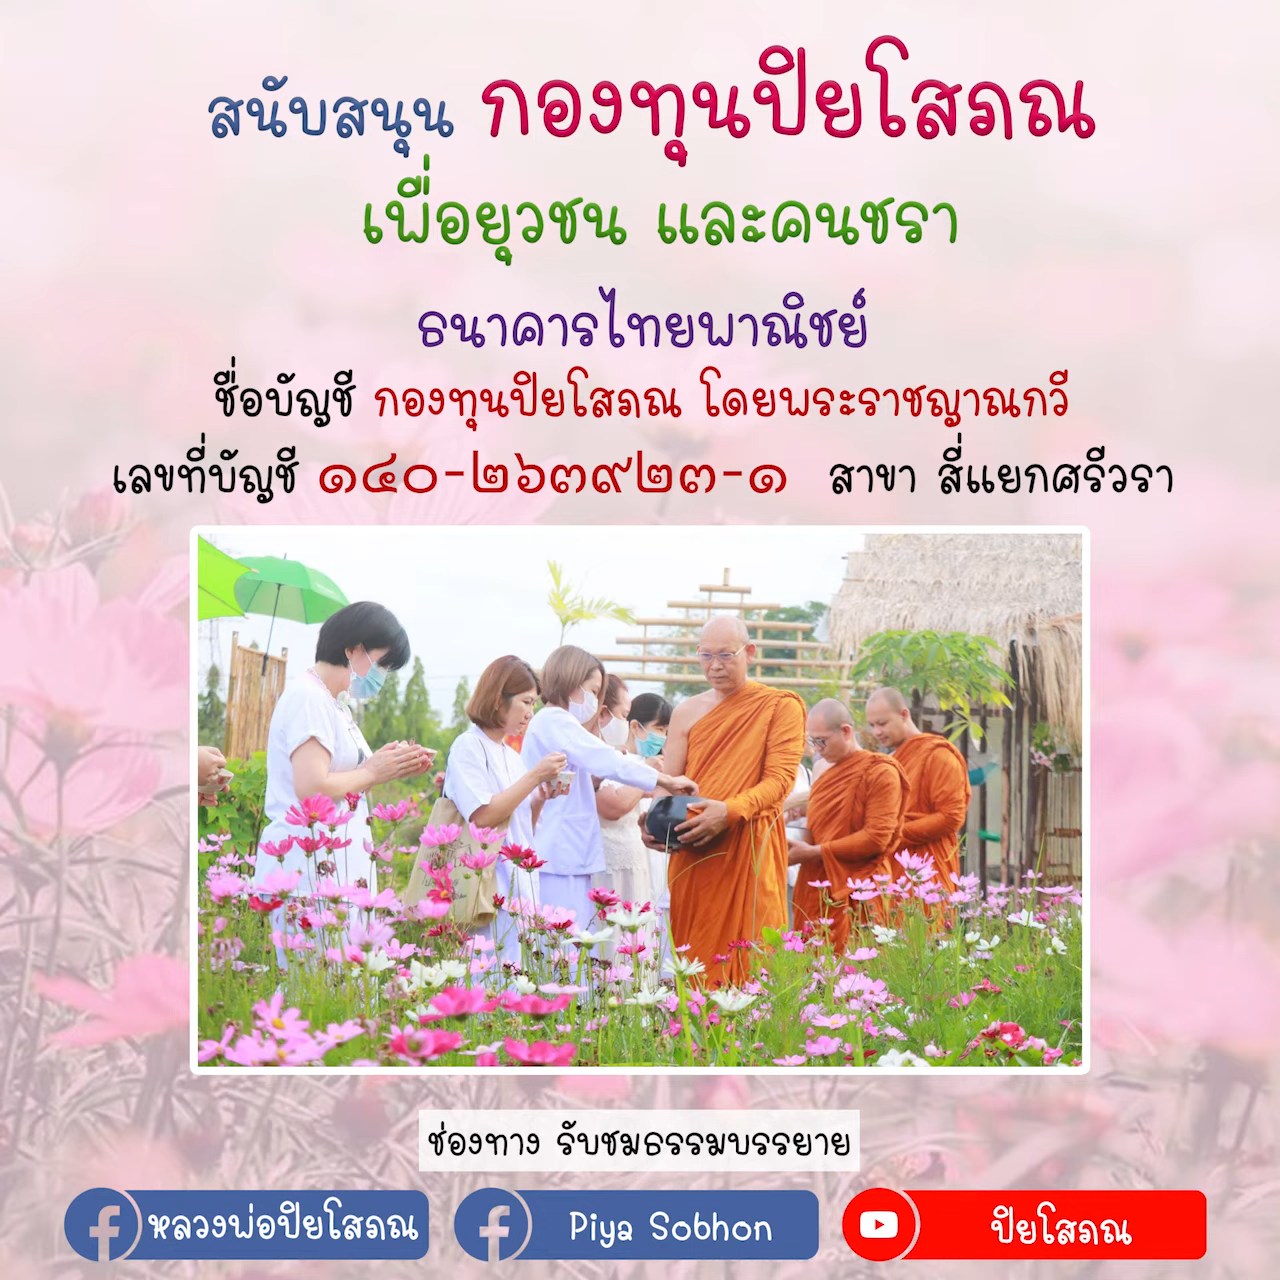 สนับสนุน กองทุนปิยโสภณ
เพื่อยุวชน และคนชรา
ธนาคารไทยพาณิชย์
ชื่อบัญชี กองทุนปิยโสภณ โดยพระราชญาณกวี
เลขที่บัญชี ๑๔๐-๒๖๓๙๒๓-๑ สาขา สี่แยกศรีวรา
ช่องทาง รับชมธรรมบรรยาย
หลวงพ่อปิยโสภณ
Piya Sobhon
ปิยโสภณ